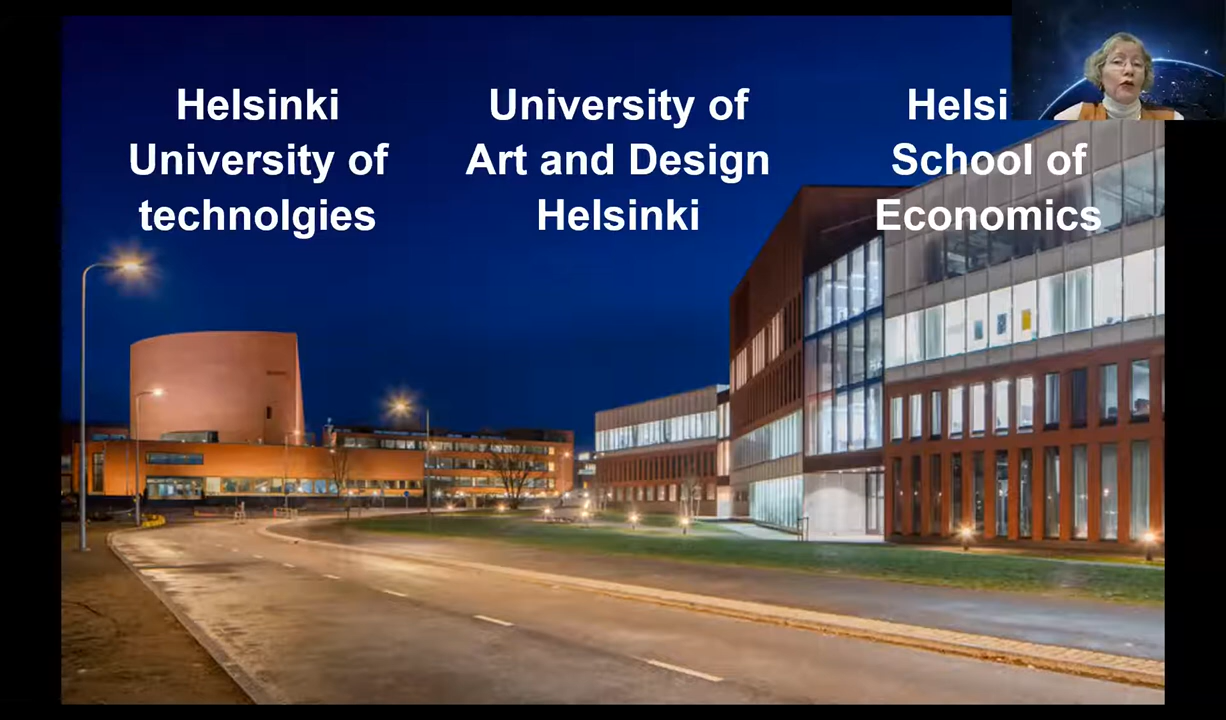 Helsinki
University of
technolgies
University of
Art and Design
Helsinki
Helsi
School of
Economics